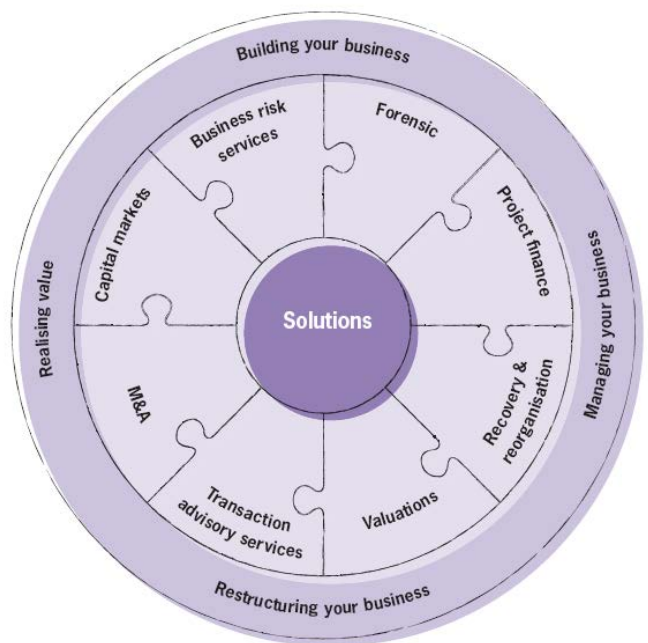 Building your business
Business risk
services
Forensic
Capital markets
Project finance
Realising value
Solutions
Managing your business
M&A
Recovery &
reorganisation
Transaction
advisory services
Valuations
Restructuring your business